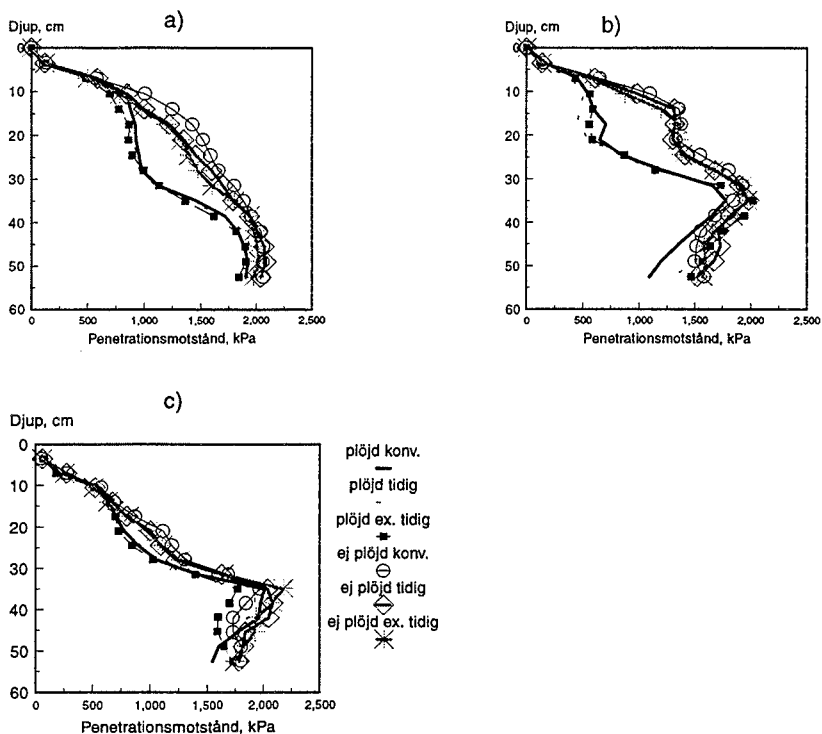 a)
Djup, cm
0
10
20
30
40
50
60
0
500
1,000
1,500
2,000
2,500
Penetrationsmotstånd, kPa
b)
Djup, cm
0
10
20
30
40
50
60
0
500
1,000
1,500
2,000
2,500
Penetrationsmotstånd, kPa
c)
Djup, cm
0
10
20
30
40
50
60
0
500
1,000
1,500
2,000
2,500
Penetrationsmotstånd, kPa
plöjd konv.
plöjd tidig
plöjd ex. tidig
ej plöjd konv.
ej plöjd tidig
ej plöjd ex. tidig